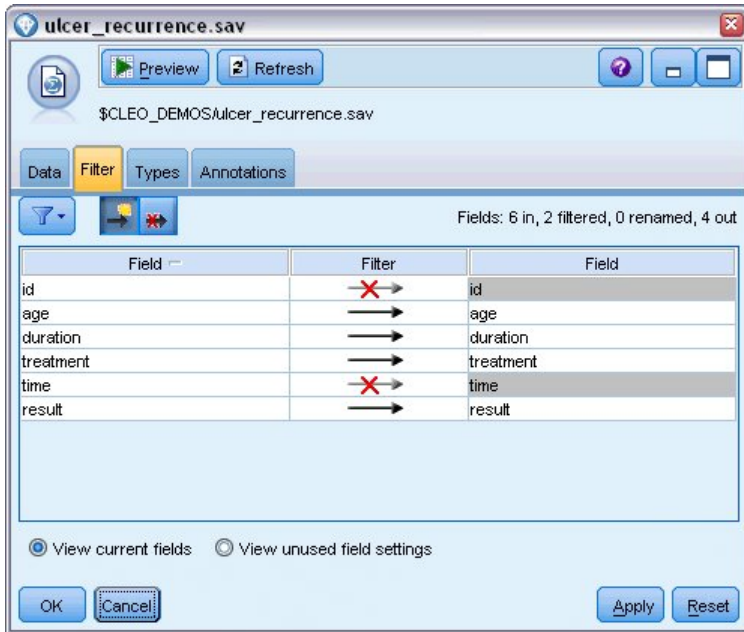 ulcer_recurrence.sav
Preview Refresh
$CLEO_DEMOS/ulcer_recurrence.sav
Data Filter Types Annotations
Fields: 6 in, 2 filtered, 0 renamed, 4 out
Field Filter Field
id id
age age
duration duration
treatment treatment
time time
result result
View current fields View unused field settings
OK Cancel Apply Reset